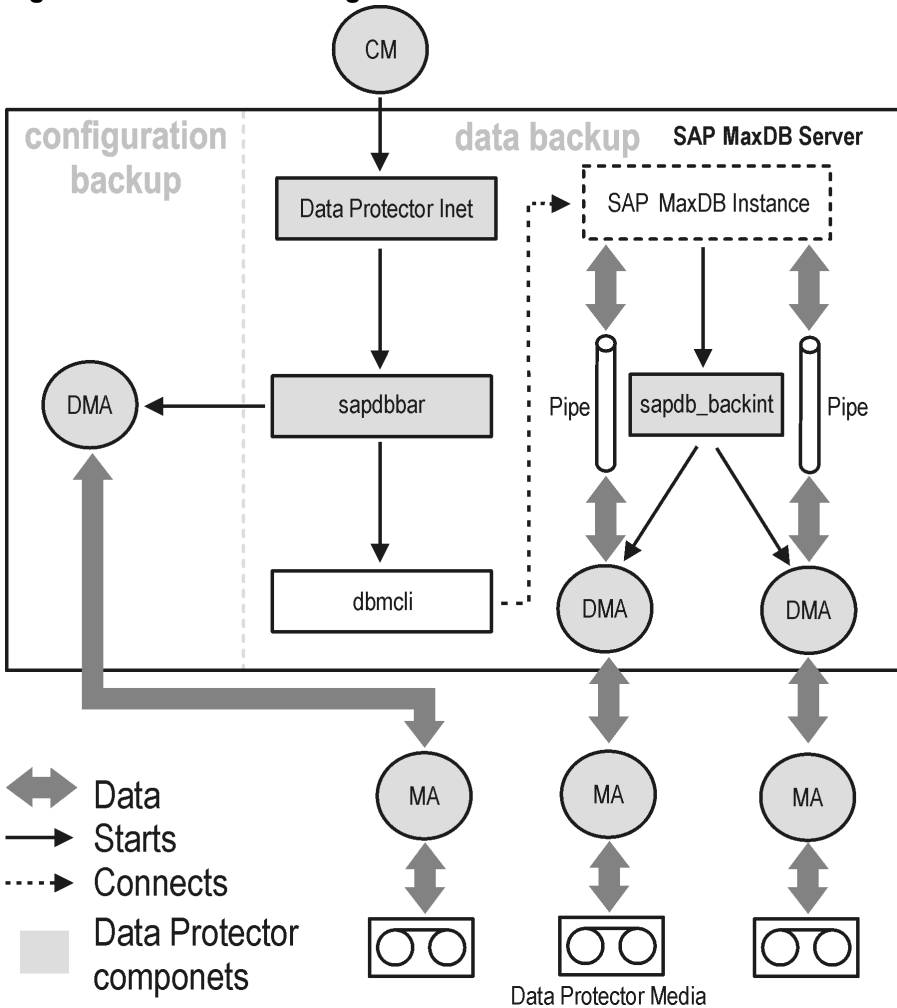 CM
configuration
backup
data backup
SAP MaxDB Server
Data Protector Inet
SAP MaxDB Instance
DMA
sapdbbar
Pipe
sapdb_backint
Pipe
dbmcli
DMA
DMA
MA
MA
MA
Data
Starts
Connects
Data Protector
componets
Data Protector Media